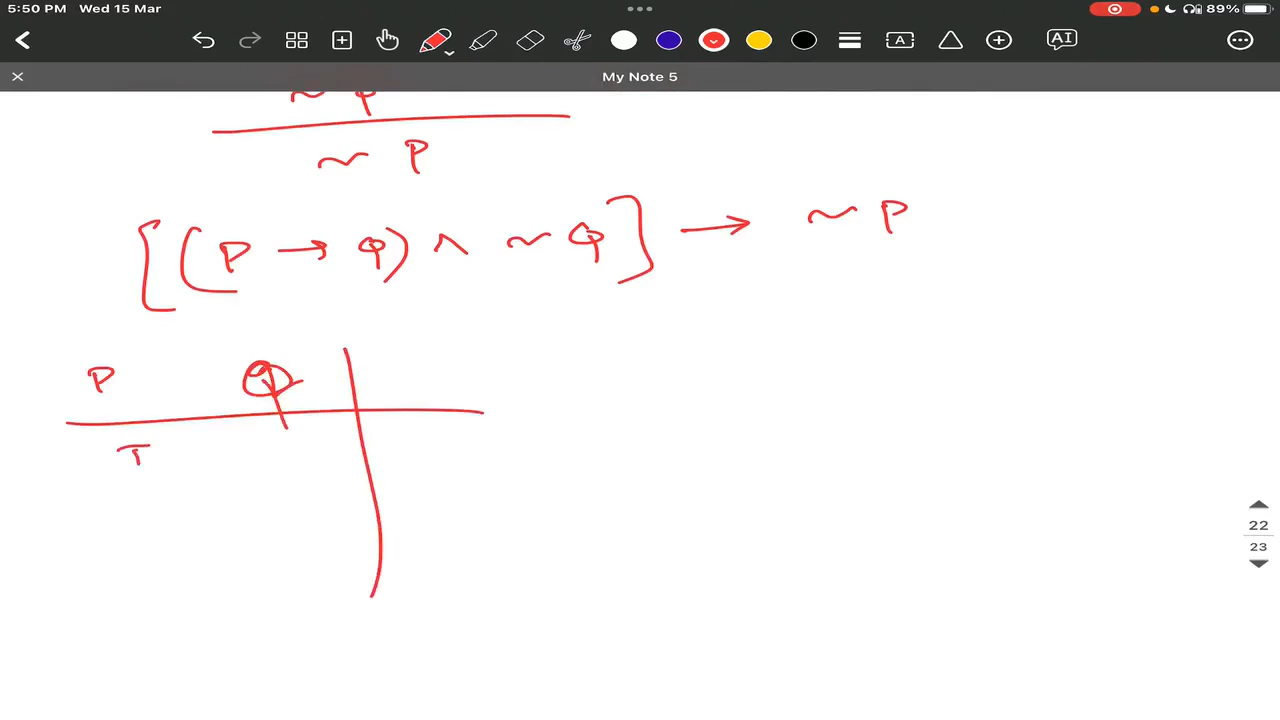 5:50 PM Wed 15 Mar
89%
A
AI
My Note 5
~ Q
~ P
[(P → Q) ∧ ~ Q] → ~ P
P Q
T
22
23